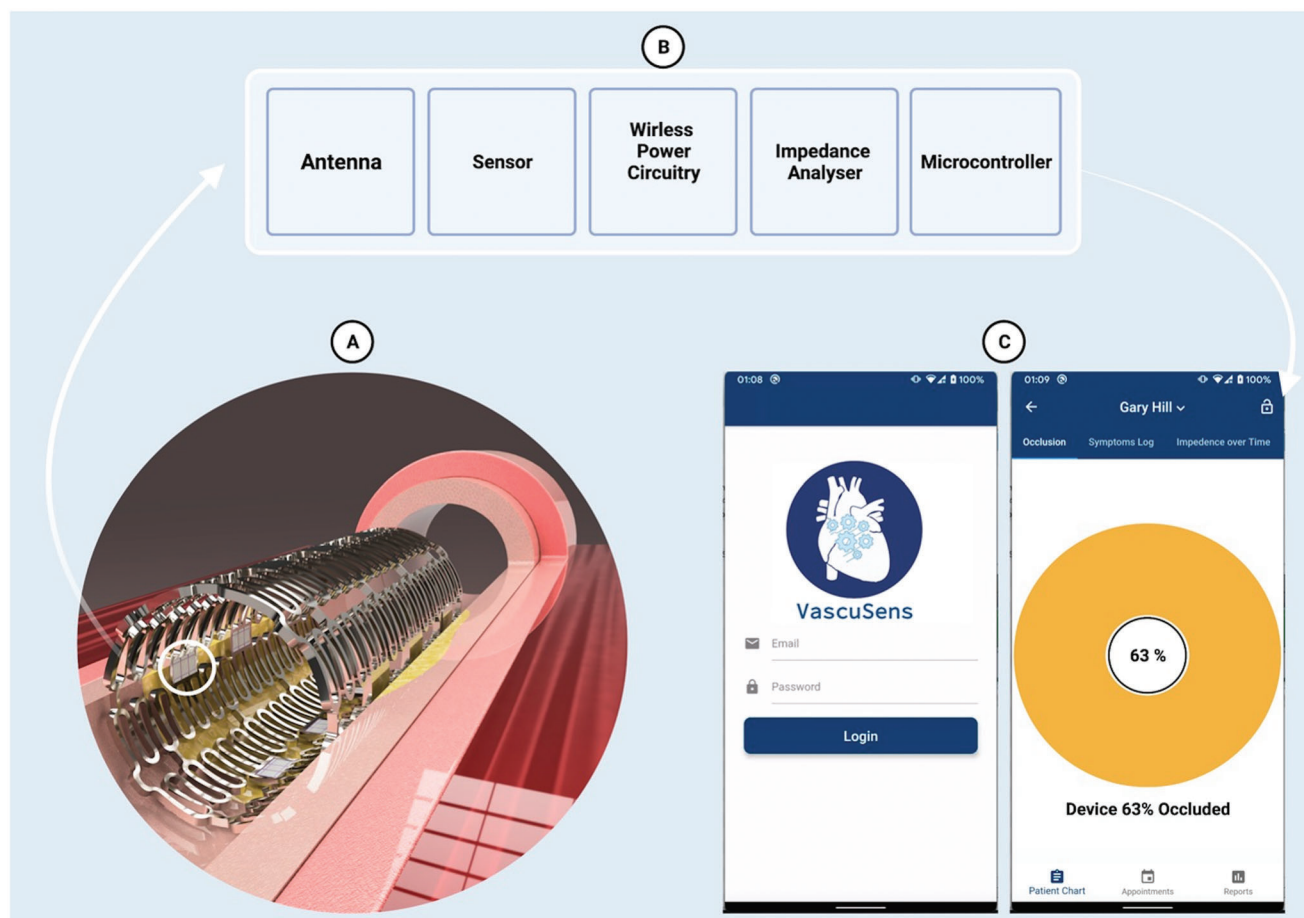 B
Antenna
Sensor
Wirless
Power
Circuitry
Impedance
Analyser
Microcontroller
A
C
01:08
100%
VascuSens
Email
Password
Login
01:09
100%
Gary Hill
Occlusion
Symptoms Log
Impedence over Time
63 %
Device 63% Occluded
Patient Chart
Appointments
Reports